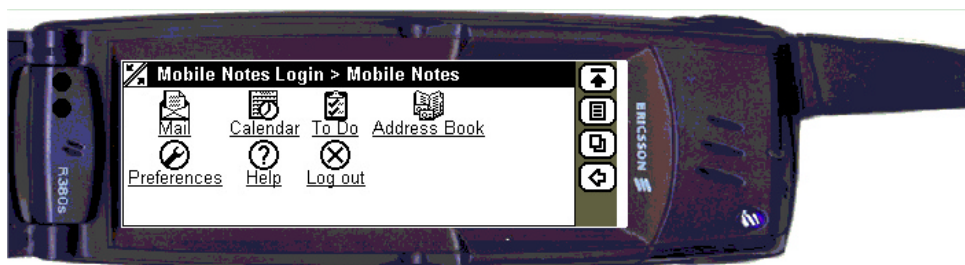 Mobile Notes Login > Mobile Notes
Mail Calendar To Do Address Book
Preferences Help Log out
R380s
ERICSSON